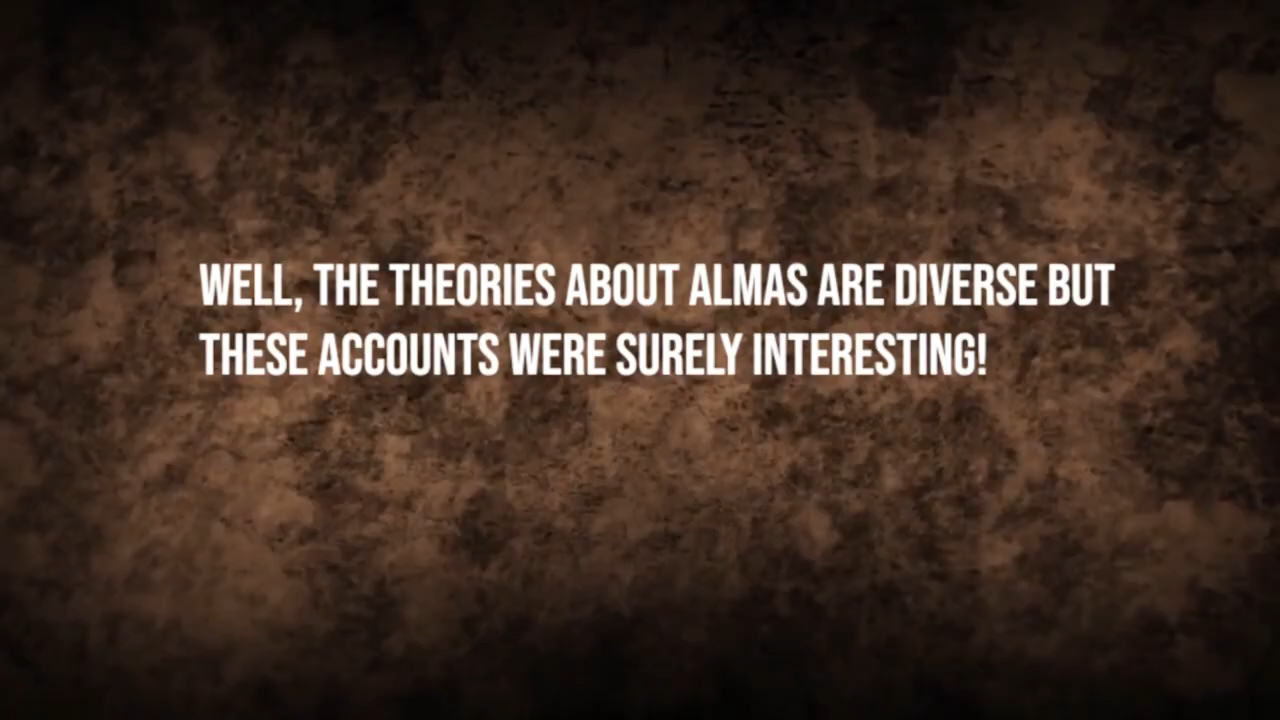 WELL, THE THEORIES ABOUT ALMAS ARE DIVERSE BUT
THESE ACCOUNTS WERE SURELY INTERESTING!